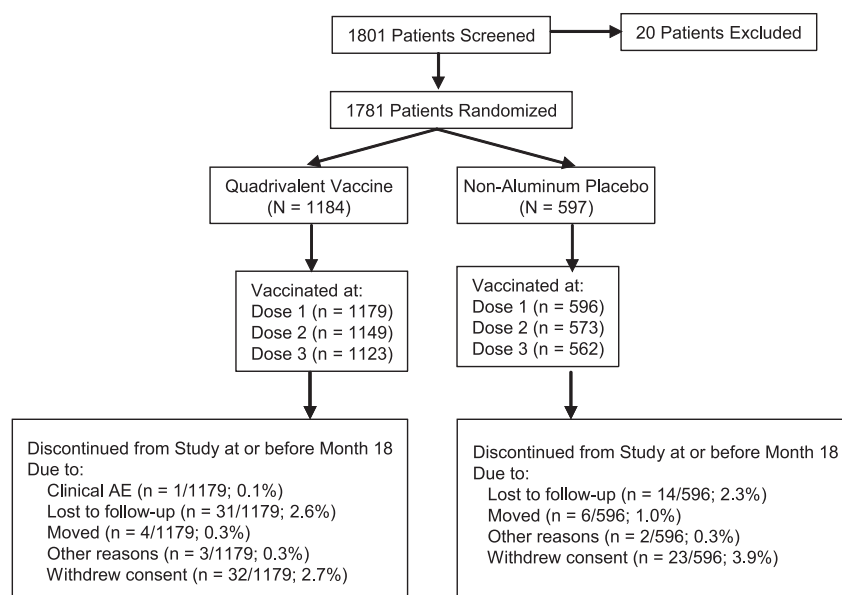 1801 Patients Screened
20 Patients Excluded
1781 Patients Randomized
Quadrivalent Vaccine
(N = 1184)
Non-Aluminum Placebo
(N = 597)
Vaccinated at:
Dose 1 (n = 1179)
Dose 2 (n = 1149)
Dose 3 (n = 1123)
Vaccinated at:
Dose 1 (n = 596)
Dose 2 (n = 573)
Dose 3 (n = 562)
Discontinued from Study at or before Month 18
Due to:
Clinical AE (n = 1/1179; 0.1%)
Lost to follow-up (n = 31/1179; 2.6%)
Moved (n = 4/1179; 0.3%)
Other reasons (n = 3/1179; 0.3%)
Withdrew consent (n = 32/1179; 2.7%)
Discontinued from Study at or before Month 18
Due to:
Lost to follow-up (n = 14/596; 2.3%)
Moved (n = 6/596; 1.0%)
Other reasons (n = 2/596; 0.3%)
Withdrew consent (n = 23/596; 3.9%)